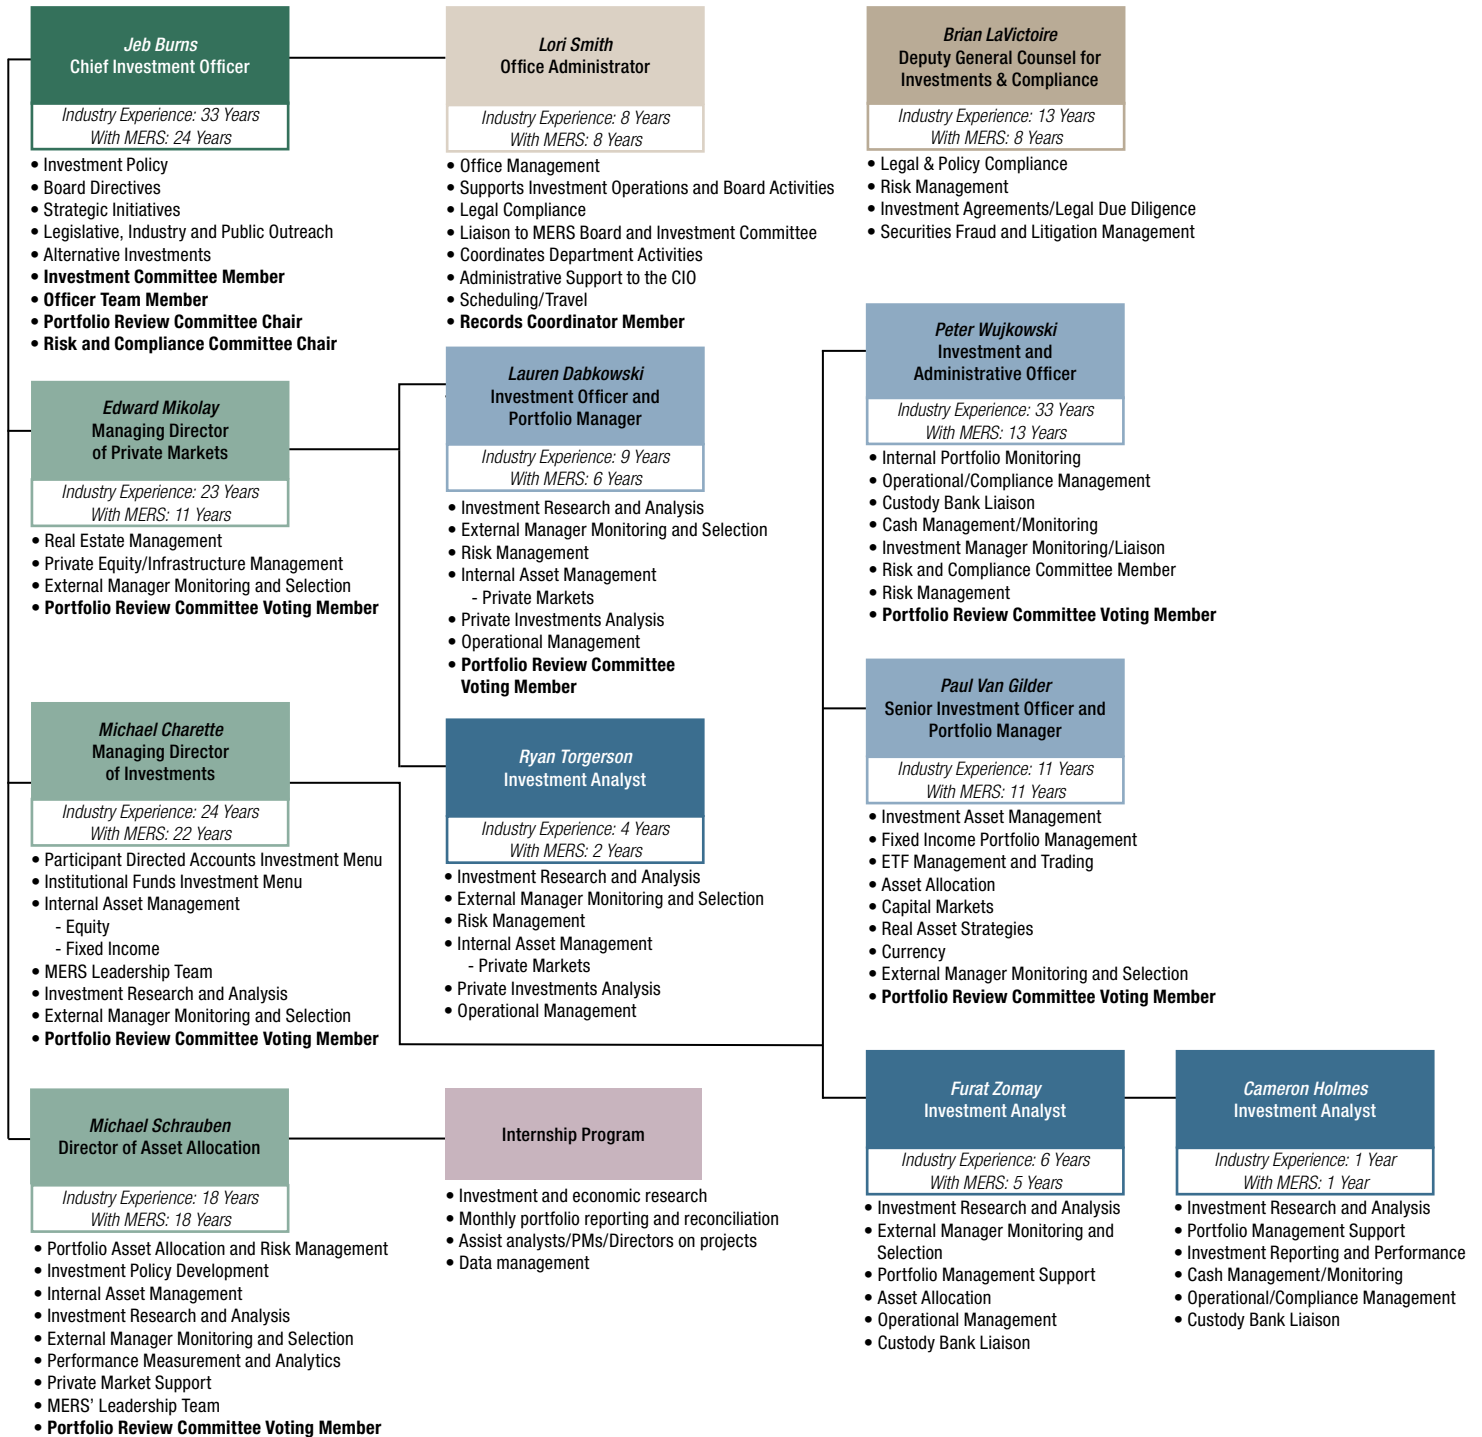 Jeb Burns
Chief Investment Officer
Industry Experience: 33 Years
With MERS: 24 Years
• Investment Policy
• Board Directives
• Strategic Initiatives
• Legislative, Industry and Public Outreach
• Alternative Investments
• Investment Committee Member
• Officer Team Member
• Portfolio Review Committee Chair
• Risk and Compliance Committee Chair
Lori Smith
Office Administrator
Industry Experience: 8 Years
With MERS: 8 Years
• Office Management
• Supports Investment Operations and Board Activities
• Legal Compliance
• Liaison to MERS Board and Investment Committee
• Coordinates Department Activities
• Administrative Support to the CIO
• Scheduling/Travel
• Records Coordinator Member
Brian LaVictoire
Deputy General Counsel for
Investments & Compliance
Industry Experience: 13 Years
With MERS: 8 Years
• Legal & Policy Compliance
• Risk Management
• Investment Agreements/Legal Due Diligence
• Securities Fraud and Litigation Management
Edward Mikolay
Managing Director
of Private Markets
Industry Experience: 23 Years
With MERS: 11 Years
• Real Estate Management
• Private Equity/Infrastructure Management
• External Manager Monitoring and Selection
• Portfolio Review Committee Voting Member
Lauren Dabkowski
Investment Officer and
Portfolio Manager
Industry Experience: 9 Years
With MERS: 6 Years
• Investment Research and Analysis
• External Manager Monitoring and Selection
• Risk Management
• Internal Asset Management
- Private Markets
• Private Investments Analysis
• Operational Management
• Portfolio Review Committee
Voting Member
Peter Wujkowski
Investment and
Administrative Officer
Industry Experience: 33 Years
With MERS: 13 Years
• Internal Portfolio Monitoring
• Operational/Compliance Management
• Custody Bank Liaison
• Cash Management/Monitoring
• Investment Manager Monitoring/Liaison
• Risk and Compliance Committee Member
• Risk Management
• Portfolio Review Committee Voting Member
Michael Charette
Managing Director
of Investments
Industry Experience: 24 Years
With MERS: 22 Years
• Participant Directed Accounts Investment Menu
• Institutional Funds Investment Menu
• Internal Asset Management
- Equity
- Fixed Income
• MERS Leadership Team
• Investment Research and Analysis
• External Manager Monitoring and Selection
• Portfolio Review Committee Voting Member
Ryan Torgerson
Investment Analyst
Industry Experience: 4 Years
With MERS: 2 Years
• Investment Research and Analysis
• External Manager Monitoring and Selection
• Risk Management
• Internal Asset Management
- Private Markets
• Private Investments Analysis
• Operational Management
Paul Van Gilder
Senior Investment Officer and
Portfolio Manager
Industry Experience: 11 Years
With MERS: 11 Years
• Investment Asset Management
• Fixed Income Portfolio Management
• ETF Management and Trading
• Asset Allocation
• Capital Markets
• Real Asset Strategies
• Currency
• External Manager Monitoring and Selection
• Portfolio Review Committee Voting Member
Michael Schrauben
Director of Asset Allocation
Industry Experience: 18 Years
With MERS: 18 Years
• Portfolio Asset Allocation and Risk Management
• Investment Policy Development
• Internal Asset Management
• Investment Research and Analysis
• External Manager Monitoring and Selection
• Performance Measurement and Analytics
• Private Market Support
• MERS' Leadership Team
• Portfolio Review Committee Voting Member
Internship Program
• Investment and economic research
• Monthly portfolio reporting and reconciliation
• Assist analysts/PMs/Directors on projects
• Data management
Furat Zomay
Investment Analyst
Industry Experience: 6 Years
With MERS: 5 Years
• Investment Research and Analysis
• External Manager Monitoring and
Selection
• Portfolio Management Support
• Asset Allocation
• Operational Management
• Custody Bank Liaison
Cameron Holmes
Investment Analyst
Industry Experience: 1 Year
With MERS: 1 Year
• Investment Research and Analysis
• Portfolio Management Support
• Investment Reporting and Performance
• Cash Management/Monitoring
• Operational/Compliance Management
• Custody Bank Liaison